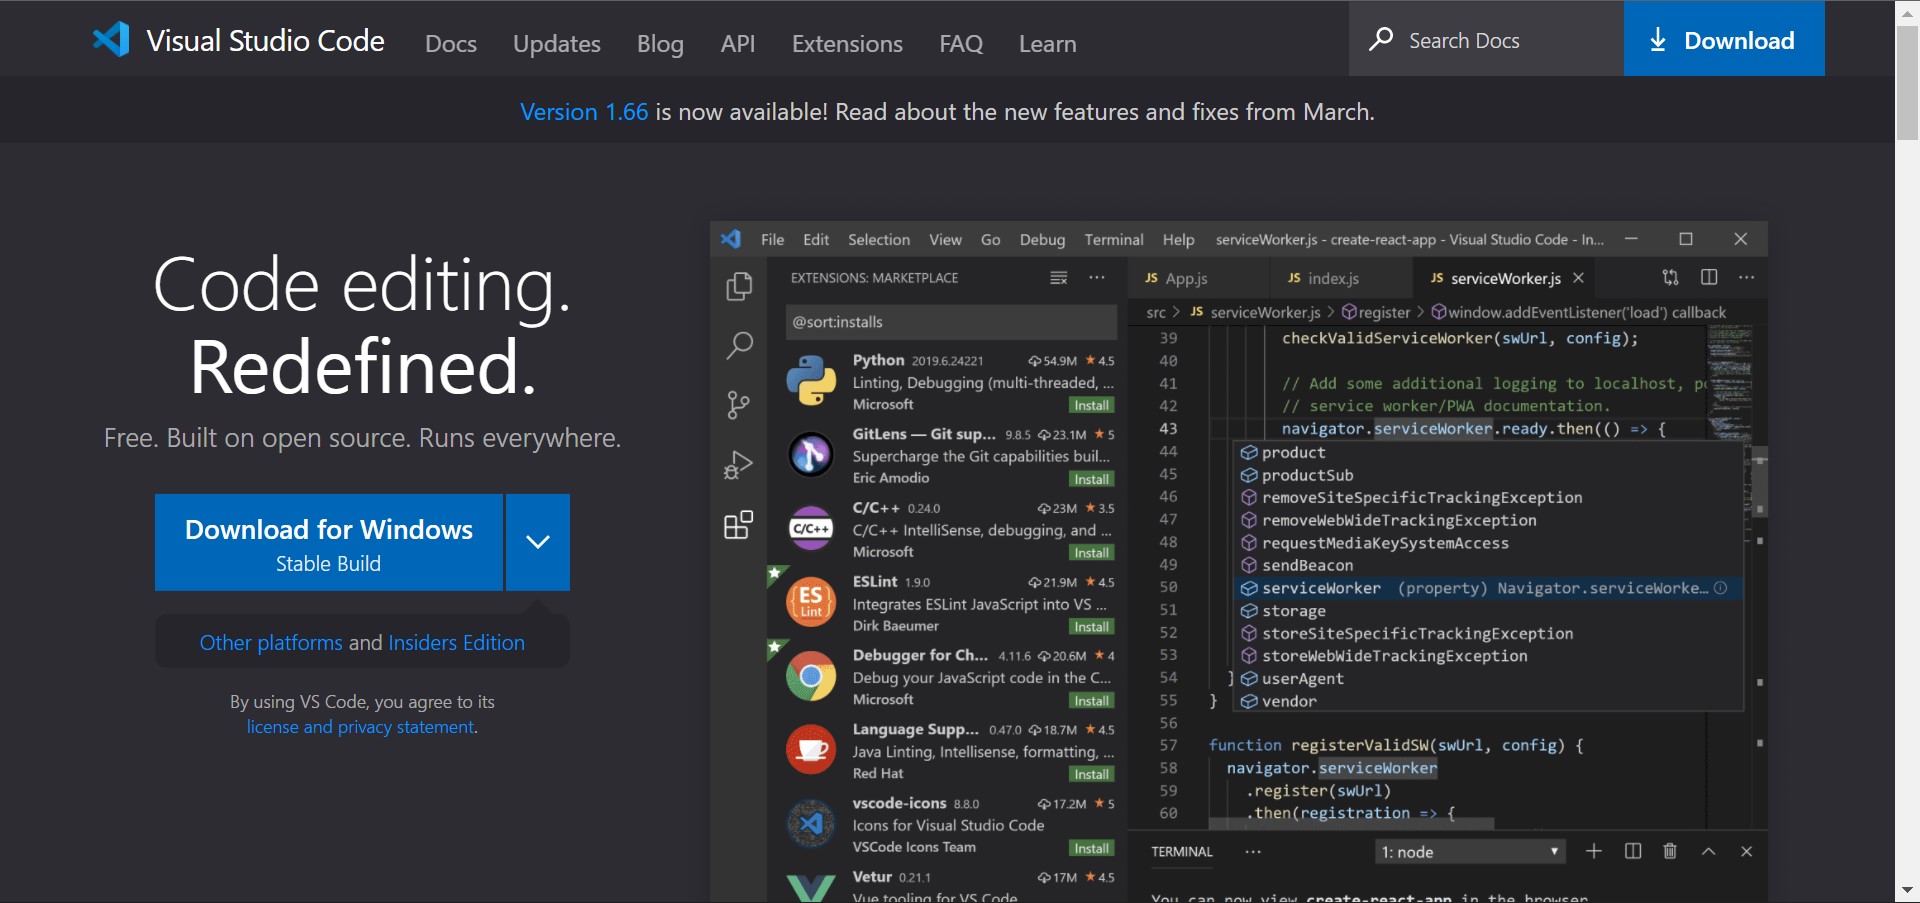 Visual Studio Code Docs Updates Blog API Extensions FAQ Learn Search Docs Download
Version 1.66 is now available! Read about the new features and fixes from March.
Code editing.
Redefined.
Free. Built on open source. Runs everywhere.
Download for Windows
Stable Build
Other platforms and Insiders Edition
By using VS Code, you agree to its
license and privacy statement.
File Edit Selection View Go Debug Terminal Help serviceWorker.js - create-react-app - Visual Studio Code - In...
EXTENSIONS: MARKETPLACE
@sort:installs
Python 2019.6.24221 54.9M ★ 4.5
Linting, Debugging (multi-threaded, ...
Microsoft Install
GitLens — Git sup... 9.8.5 23.1M ★ 5
Supercharge the Git capabilities buil...
Eric Amodio Install
C/C++
C/C++ 0.24.0 23M ★ 3.5
C/C++ IntelliSense, debugging, and ...
Microsoft Install
ES
Lint
ESLint 1.9.0 21.9M ★ 4.5
Integrates ESLint JavaScript into VS ...
Dirk Baeumer Install
Debugger for Ch... 4.11.6 20.6M ★ 4
Debug your JavaScript code in the C...
Microsoft Install
Language Supp... 0.47.0 18.7M ★ 4.5
Java Linting, Intellisense, formatting, ...
Red Hat Install
vscode-icons 8.8.0 17.2M ★ 5
Icons for Visual Studio Code
VSCode Icons Team Install
Vetur 0.21.1 17M ★ 4.5
Vue tooling for VS Code
JS App.js JS index.js JS serviceWorker.js
src > JS serviceWorker.js > register > window.addEventListener('load') callback
39 checkValidServiceWorker(swUrl, config);
40
41 // Add some additional logging to localhost,
42 // service worker/PWA documentation.
43 navigator.serviceWorker.ready.then(() => {
44 product
45 productSub
46 removeSiteSpecificTrackingException
47 removeWebWideTrackingException
48 requestMediaKeySystemAccess
49 sendBeacon
50 serviceWorker (property) Navigator.serviceWorke...
51 storage
52 storeSiteSpecificTrackingException
53 storeWebWideTrackingException
54 } userAgent
55 } vendor
56
57 function registerValidSW(swUrl, config) {
58 navigator.serviceWorker
59 .register(swUrl)
60 .then(registration => {
TERMINAL ... 1: node
You can now view create-react-app in the browser.